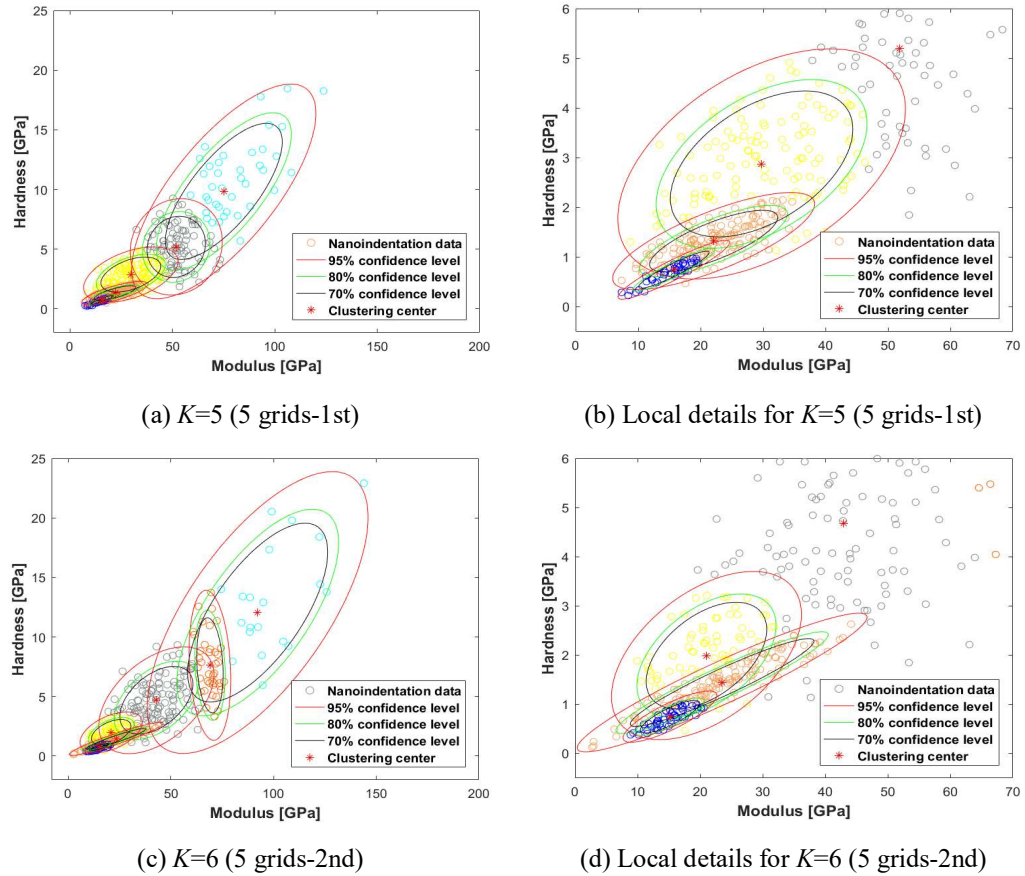 25
20
15
10
5
0
Hardness [GPa]
0 50 100 150 200
Modulus [GPa]
Nanoindentation data
95% confidence level
80% confidence level
70% confidence level
Clustering center
(a) K=5 (5 grids-1st)
6
5
4
3
2
1
0
Hardness [GPa]
0 10 20 30 40 50 60 70
Modulus [GPa]
Nanoindentation data
95% confidence level
80% confidence level
70% confidence level
Clustering center
(b) Local details for K=5 (5 grids-1st)
25
20
15
10
5
0
Hardness [GPa]
0 50 100 150 200
Modulus [GPa]
Nanoindentation data
95% confidence level
80% confidence level
70% confidence level
Clustering center
(c) K=6 (5 grids-2nd)
6
5
4
3
2
1
0
Hardness [GPa]
0 10 20 30 40 50 60 70
Modulus [GPa]
Nanoindentation data
95% confidence level
80% confidence level
70% confidence level
Clustering center
(d) Local details for K=6 (5 grids-2nd)